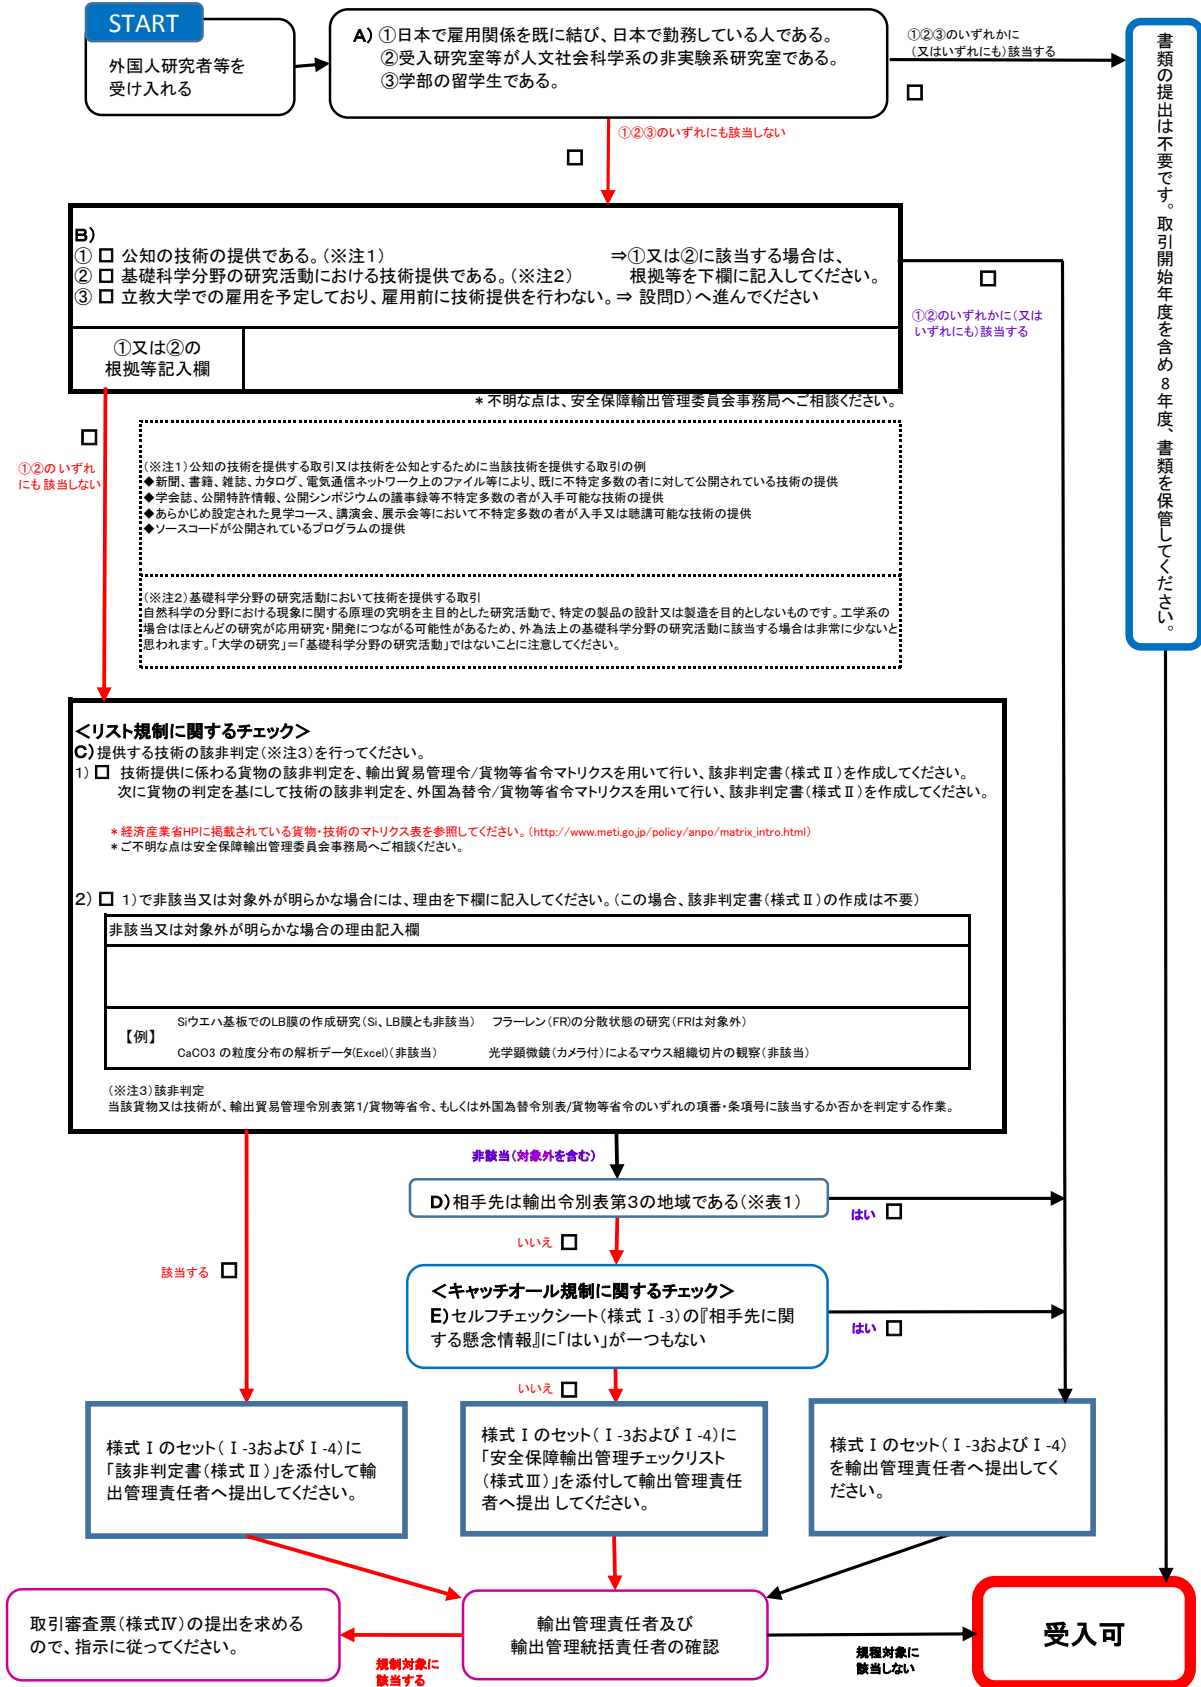 START
外国人研究者等を
受け入れる
A) ①日本で雇用関係を既に結び、日本で勤務している人である。
②受入研究室等が人文社会科学系の非実験系研究室である。
③学部の留学生である。
①②③のいずれかに
(又はいずれにも)該当する
書類の提出は不要です。取引開始年度を含め8年度、書類を保管してください。
①②③のいずれにも該当しない
B)
① 公知の技術の提供である。(※注1) ⇒①又は②に該当する場合は、
② 基礎科学分野の研究活動における技術提供である。(※注2) 根拠等を下欄に記入してください。
③ 立教大学での雇用を予定しており、雇用前に技術提供を行わない。⇒ 設問D)へ進んでください
①②のいずれかに(又は
いずれにも)該当する
①又は②の
根拠等記入欄
*不明な点は、安全保障輸出管理委員会事務局へご相談ください。
①②のいずれ
にも該当しない
(※注1)公知の技術を提供する取引又は技術を公知とするために当該技術を提供する取引の例
◆新聞、書籍、雑誌、カタログ、電気通信ネットワーク上のファイル等により、既に不特定多数の者に対して公開されている技術の提供
◆学会誌、公開特許情報、公開シンポジウムの議事録等不特定多数の者が入手可能な技術の提供
◆あらかじめ設定された見学コース、講演会、展示会等において不特定多数の者が入手又は聴講可能な技術の提供
◆ソースコードが公開されているプログラムの提供
(※注2)基礎科学分野の研究活動において技術を提供する取引
自然科学の分野における現象に関する原理の究明を主目的とした研究活動で、特定の製品の設計又は製造を目的としないものです。工学系の
場合はほとんどの研究が応用研究・開発につながる可能性があるため、外為法上の基礎科学分野の研究活動に該当する場合は非常に少ないと
思われます。「大学の研究」=「基礎科学分野の研究活動」ではないことに注意してください。
<リスト規制に関するチェック>
C)提供する技術の該非判定(※注3)を行ってください。
1) 技術提供に係わる貨物の該非判定を、輸出貿易管理令/貨物等省令マトリクスを用いて行い、該非判定書(様式Ⅱ)を作成してください。
次に貨物の判定を基にして技術の該非判定を、外国為替令/貨物等省令マトリクスを用いて行い、該非判定書(様式Ⅱ)を作成してください。
*経済産業省HPに掲載されている貨物・技術のマトリクス表を参照してください。(http://www.meti.go.jp/policy/anpo/matrix_intro.html)
*ご不明な点は安全保障輸出管理委員会事務局へご相談ください。
2) 1)で非該当又は対象外が明らかな場合には、理由を下欄に記入してください。(この場合、該非判定書(様式Ⅱ)の作成は不要)
非該当又は対象外が明らかな場合の理由記入欄
【例】
Siウエハ基板でのLB膜の作成研究(Si、LB膜とも非該当) フラーレン(FR)の分散状態の研究(FRは対象外)
CaCO3 の粒度分布の解析データ(Excel)(非該当) 光学顕微鏡(カメラ付)によるマウス組織切片の観察(非該当)
(※注3)該非判定
当該貨物又は技術が、輸出貿易管理令別表第1/貨物等省令、もしくは外国為替令別表/貨物等省令のいずれの項番・条項号に該当するか否かを判定する作業。
非該当(対象外を含む)
D)相手先は輸出令別表第3の地域である(※表1)
はい
いいえ
該当する
<キャッチオール規制に関するチェック>
E)セルフチェックシート(様式Ⅰ-3)の『相手先に関
する懸念情報』に「はい」が一つもない
はい
いいえ
様式Ⅰのセット(Ⅰ-3およびⅠ-4)に
「該非判定書(様式Ⅱ)」を添付して輸
出管理責任者へ提出してください。
様式Ⅰのセット(Ⅰ-3およびⅠ-4)に
「安全保障輸出管理チェックリスト
(様式Ⅲ)」を添付して輸出管理責任
者へ提出してください。
様式Ⅰのセット(Ⅰ-3およびⅠ-4)
を輸出管理責任者へ提出してく
ださい。
取引審査票(様式Ⅳ)の提出を求める
ので、指示に従ってください。
規制対象に
該当する
輸出管理責任者及び
輸出管理統括責任者の確認
規程対象に
該当しない
受入可